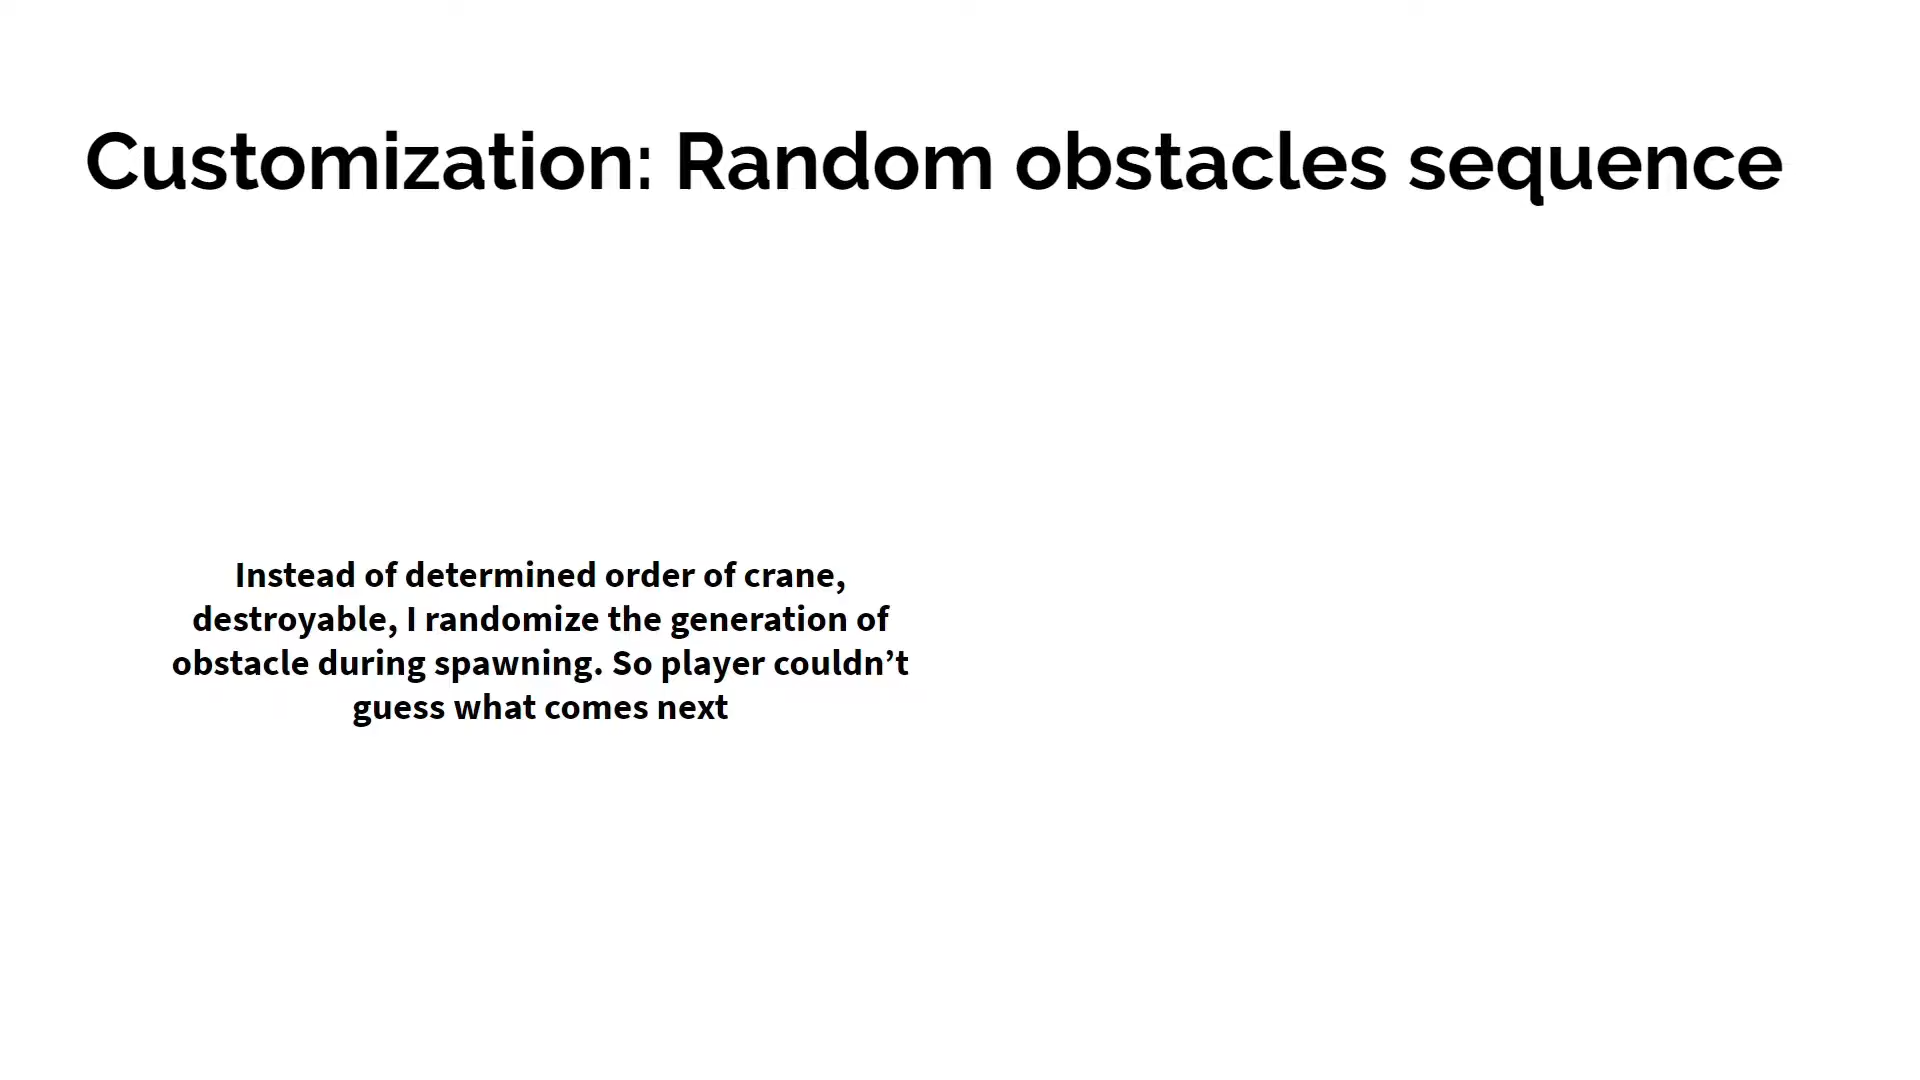 Customization: Random obstacles sequence
Instead of determined order of crane,
destroyable, I randomize the generation of
obstacle during spawning. So player couldn’t
guess what comes next